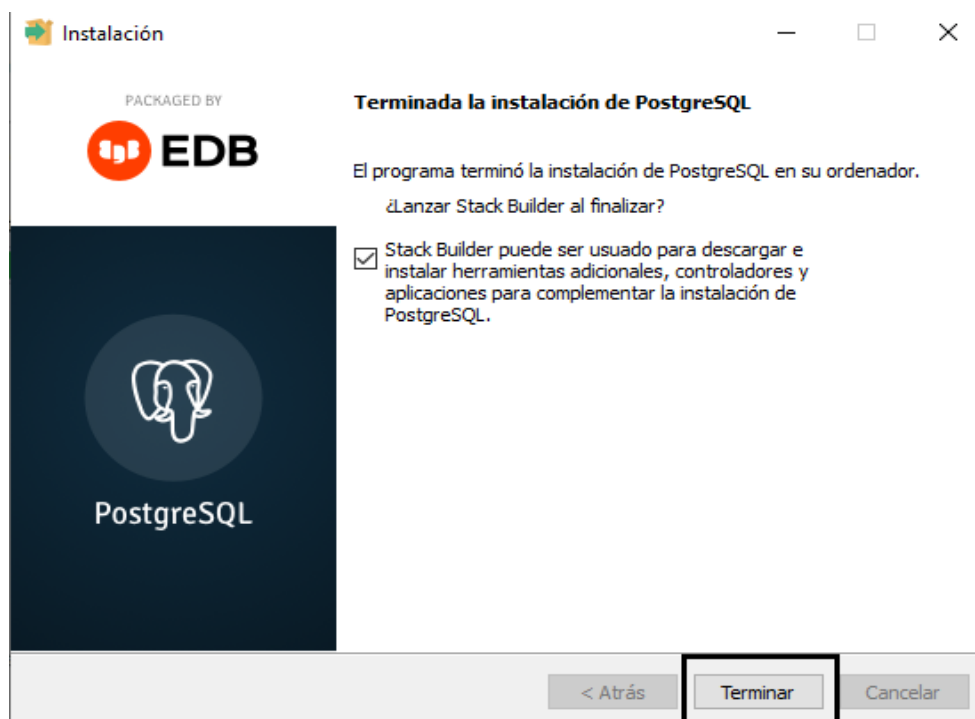 Instalación
PACKAGED BY
EDB
PostgreSQL
Terminada la instalación de PostgreSQL
El programa terminó la instalación de PostgreSQL en su ordenador.
¿Lanzar Stack Builder al finalizar?
Stack Builder puede ser usado para descargar e
instalar herramientas adicionales, controladores y
aplicaciones para complementar la instalación de
PostgreSQL.
< Atrás
Terminar
Cancelar